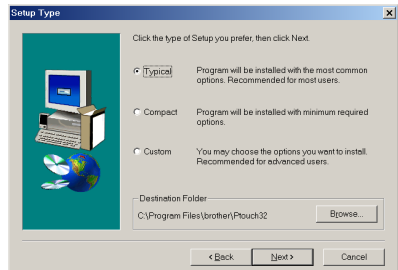 Setup Type
Click the type of Setup you prefer, then click Next.
Typical
Program will be installed with the most common
options. Recommended for most users.
Compact
Program will be installed with minimum required
options.
Custom
You may choose the options you want to install.
Recommended for advanced users.
Destination Folder
C:\Program Files\brother\Ptouch32
Browse...
< Back
Next >
Cancel